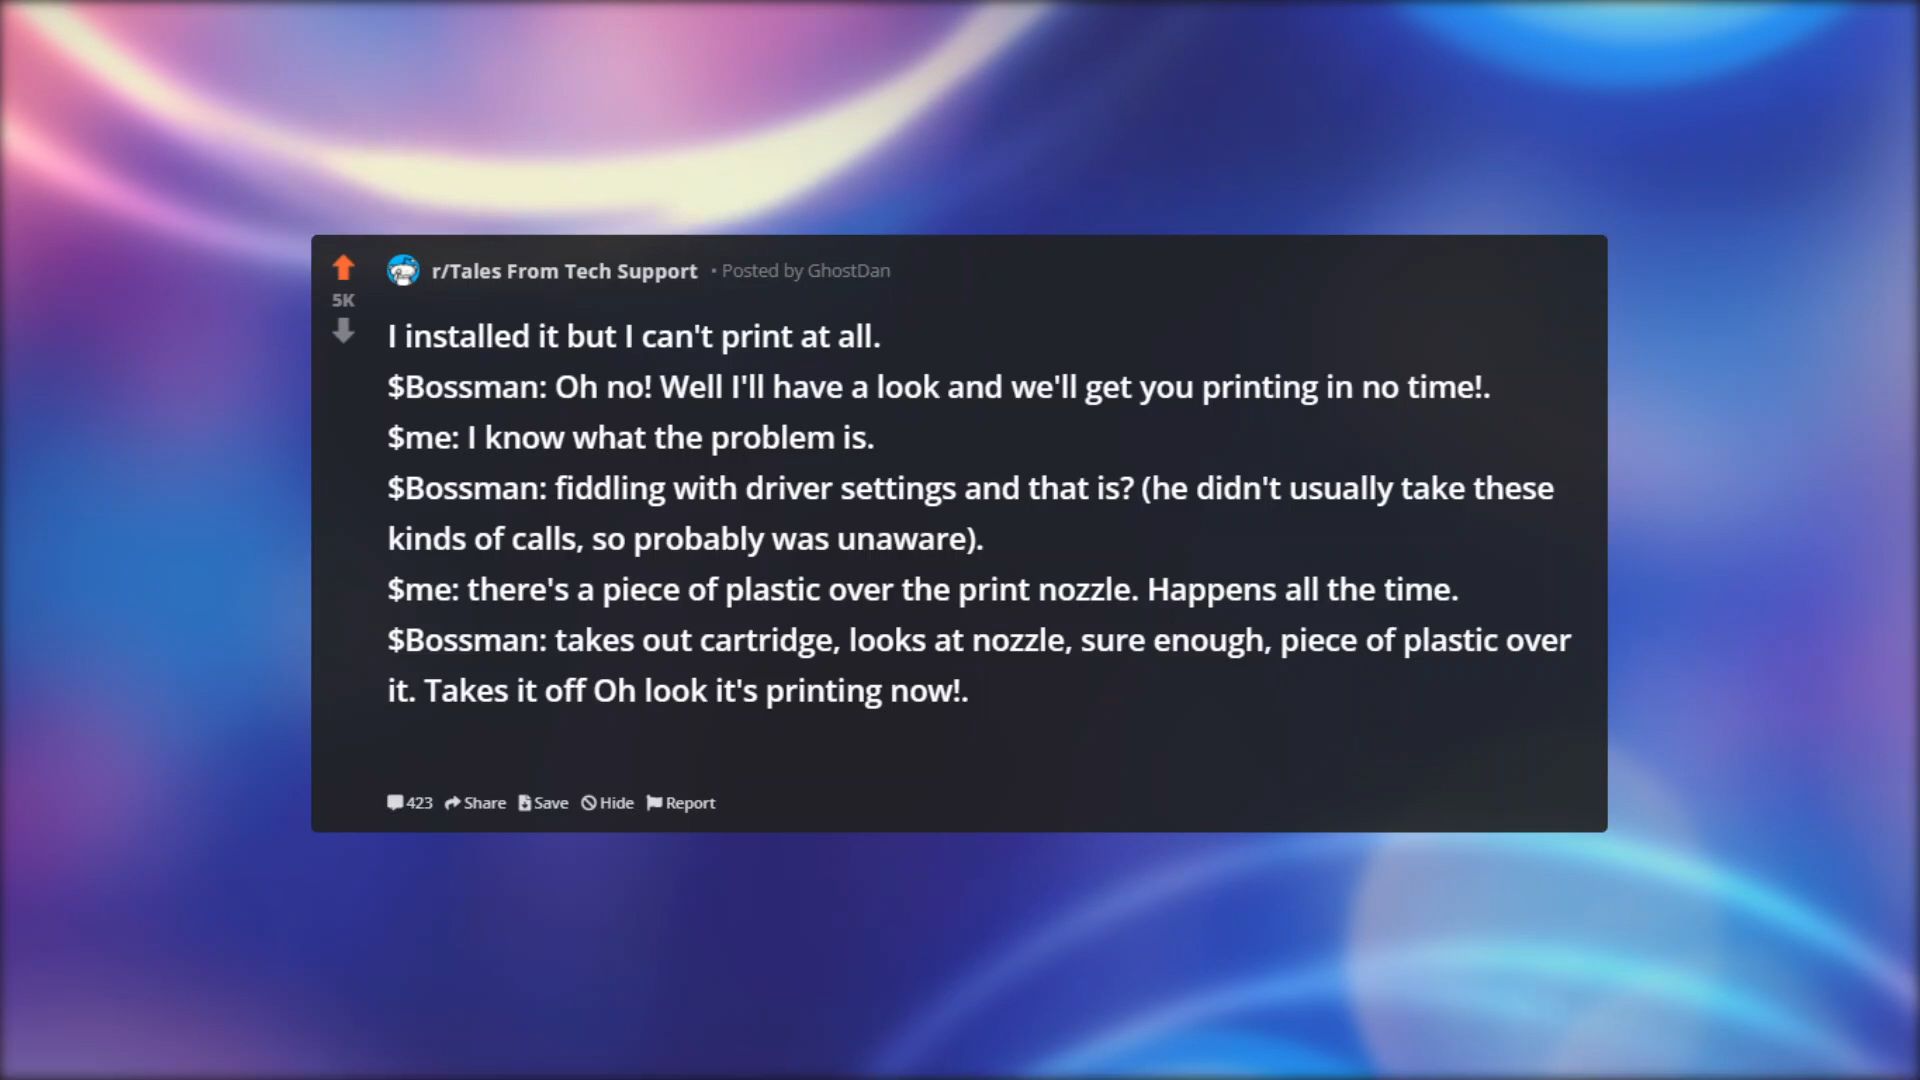 r/Tales From Tech Support • Posted by GhostDan
5K
I installed it but I can't print at all.
$Bossman: Oh no! Well I'll have a look and we'll get you printing in no time!.
$me: I know what the problem is.
$Bossman: fiddling with driver settings and that is? (he didn't usually take these
kinds of calls, so probably was unaware).
$me: there's a piece of plastic over the print nozzle. Happens all the time.
$Bossman: takes out cartridge, looks at nozzle, sure enough, piece of plastic over
it. Takes it off Oh look it's printing now!.
423 Share Save Hide Report